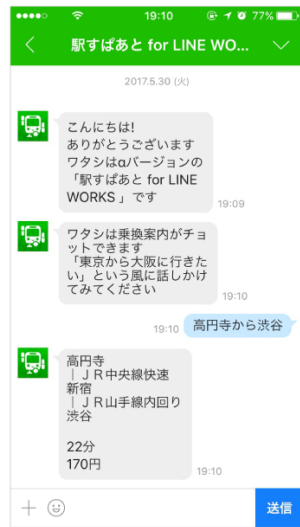 19:10
77%
駅すぱあと for LINE WO...
2017.5.30 (火)
こんにちは!
ありがとうございます
ワタシはαバージョンの
「駅すぱあと for LINE
WORKS 」です
19:09
ワタシは乗換案内がチョ
ットできます
「東京から大阪に行きた
い」という風に話しかけ
てみてください
19:10
19:10
高円寺から渋谷
高円寺
｜ＪＲ中央線快速
新宿
｜ＪＲ山手線内回り
渋谷
22分
170円
19:10
送信